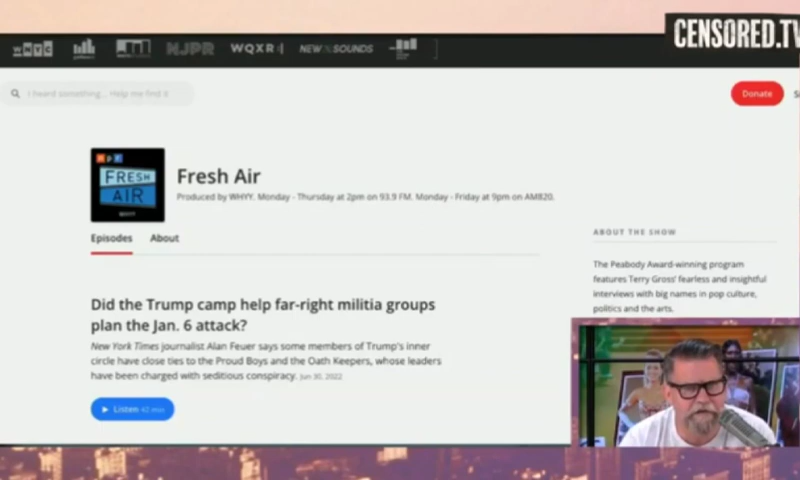 CENSORED.TV
WNYC
NJPR
WQXR
NEW SOUNDS
I heard something... Help me find it
Donate
npr
FRESH
AIR
WHYY
Fresh Air
Produced by WHYY. Monday - Thursday at 2pm on 93.9 FM. Monday - Friday at 9pm on AM820.
Episodes
About
Did the Trump camp help far-right militia groups
plan the Jan. 6 attack?
New York Times journalist Alan Feuer says some members of Trump's inner
circle have close ties to the Proud Boys and the Oath Keepers, whose leaders
have been charged with seditious conspiracy. Jun 30, 2022
Listen 42 min
ABOUT THE SHOW
The Peabody Award-winning program
features Terry Gross' fearless and insightful
interviews with big names in pop culture,
politics and the arts.